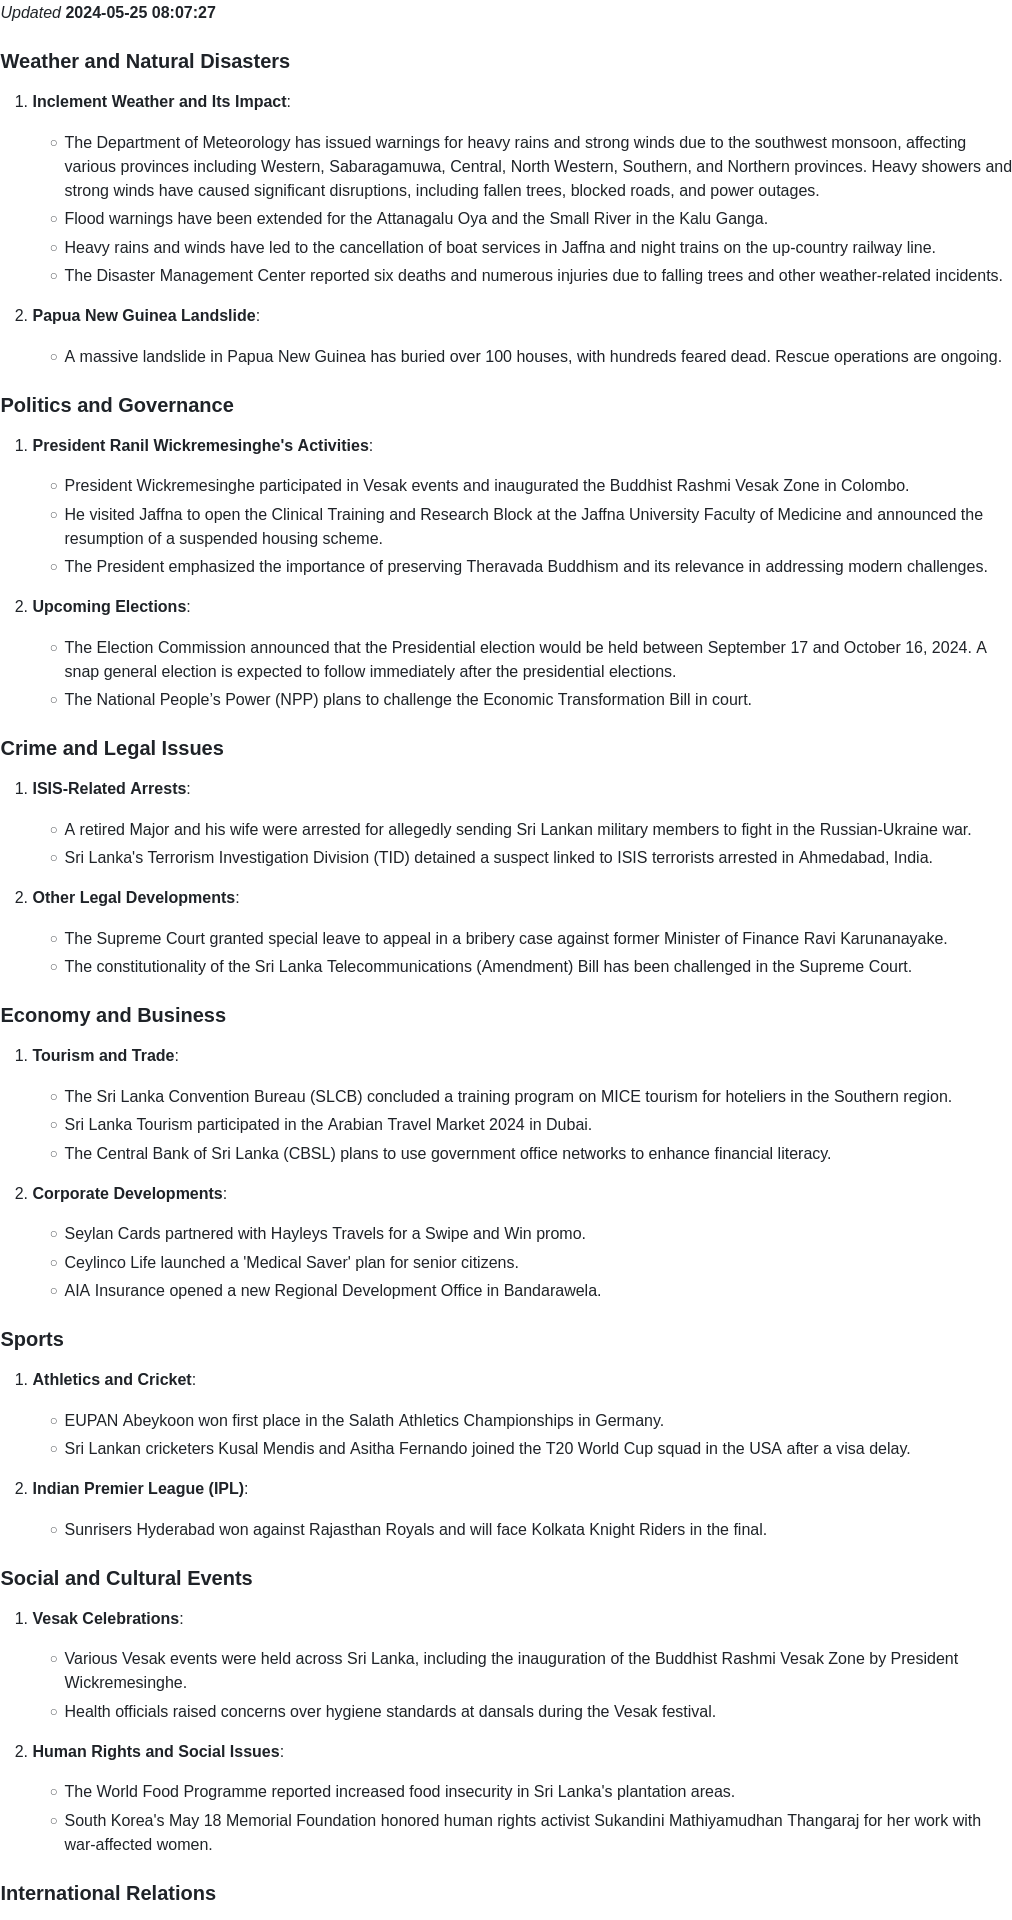 Updated 2024-05-25 08:07:27
Weather and Natural Disasters
1. Inclement Weather and Its Impact:
○ The Department of Meteorology has issued warnings for heavy rains and strong winds due to the southwest monsoon, affecting
various provinces including Western, Sabaragamuwa, Central, North Western, Southern, and Northern provinces. Heavy showers and
strong winds have caused significant disruptions, including fallen trees, blocked roads, and power outages.
○ Flood warnings have been extended for the Attanagalu Oya and the Small River in the Kalu Ganga.
○ Heavy rains and winds have led to the cancellation of boat services in Jaffna and night trains on the up-country railway line.
○ The Disaster Management Center reported six deaths and numerous injuries due to falling trees and other weather-related incidents.
2. Papua New Guinea Landslide:
○ A massive landslide in Papua New Guinea has buried over 100 houses, with hundreds feared dead. Rescue operations are ongoing.
Politics and Governance
1. President Ranil Wickremesinghe's Activities:
○ President Wickremesinghe participated in Vesak events and inaugurated the Buddhist Rashmi Vesak Zone in Colombo.
○ He visited Jaffna to open the Clinical Training and Research Block at the Jaffna University Faculty of Medicine and announced the
resumption of a suspended housing scheme.
○ The President emphasized the importance of preserving Theravada Buddhism and its relevance in addressing modern challenges.
2. Upcoming Elections:
○ The Election Commission announced that the Presidential election would be held between September 17 and October 16, 2024. A
snap general election is expected to follow immediately after the presidential elections.
○ The National People’s Power (NPP) plans to challenge the Economic Transformation Bill in court.
Crime and Legal Issues
1. ISIS-Related Arrests:
○ A retired Major and his wife were arrested for allegedly sending Sri Lankan military members to fight in the Russian-Ukraine war.
○ Sri Lanka's Terrorism Investigation Division (TID) detained a suspect linked to ISIS terrorists arrested in Ahmedabad, India.
2. Other Legal Developments:
○ The Supreme Court granted special leave to appeal in a bribery case against former Minister of Finance Ravi Karunanayake.
○ The constitutionality of the Sri Lanka Telecommunications (Amendment) Bill has been challenged in the Supreme Court.
Economy and Business
1. Tourism and Trade:
○ The Sri Lanka Convention Bureau (SLCB) concluded a training program on MICE tourism for hoteliers in the Southern region.
○ Sri Lanka Tourism participated in the Arabian Travel Market 2024 in Dubai.
○ The Central Bank of Sri Lanka (CBSL) plans to use government office networks to enhance financial literacy.
2. Corporate Developments:
○ Seylan Cards partnered with Hayleys Travels for a Swipe and Win promo.
○ Ceylinco Life launched a 'Medical Saver' plan for senior citizens.
○ AIA Insurance opened a new Regional Development Office in Bandarawela.
Sports
1. Athletics and Cricket:
○ EUPAN Abeykoon won first place in the Salath Athletics Championships in Germany.
○ Sri Lankan cricketers Kusal Mendis and Asitha Fernando joined the T20 World Cup squad in the USA after a visa delay.
2. Indian Premier League (IPL):
○ Sunrisers Hyderabad won against Rajasthan Royals and will face Kolkata Knight Riders in the final.
Social and Cultural Events
1. Vesak Celebrations:
○ Various Vesak events were held across Sri Lanka, including the inauguration of the Buddhist Rashmi Vesak Zone by President
Wickremesinghe.
○ Health officials raised concerns over hygiene standards at dansals during the Vesak festival.
2. Human Rights and Social Issues:
○ The World Food Programme reported increased food insecurity in Sri Lanka's plantation areas.
○ South Korea's May 18 Memorial Foundation honored human rights activist Sukandini Mathiyamudhan Thangaraj for her work with
war-affected women.
International Relations